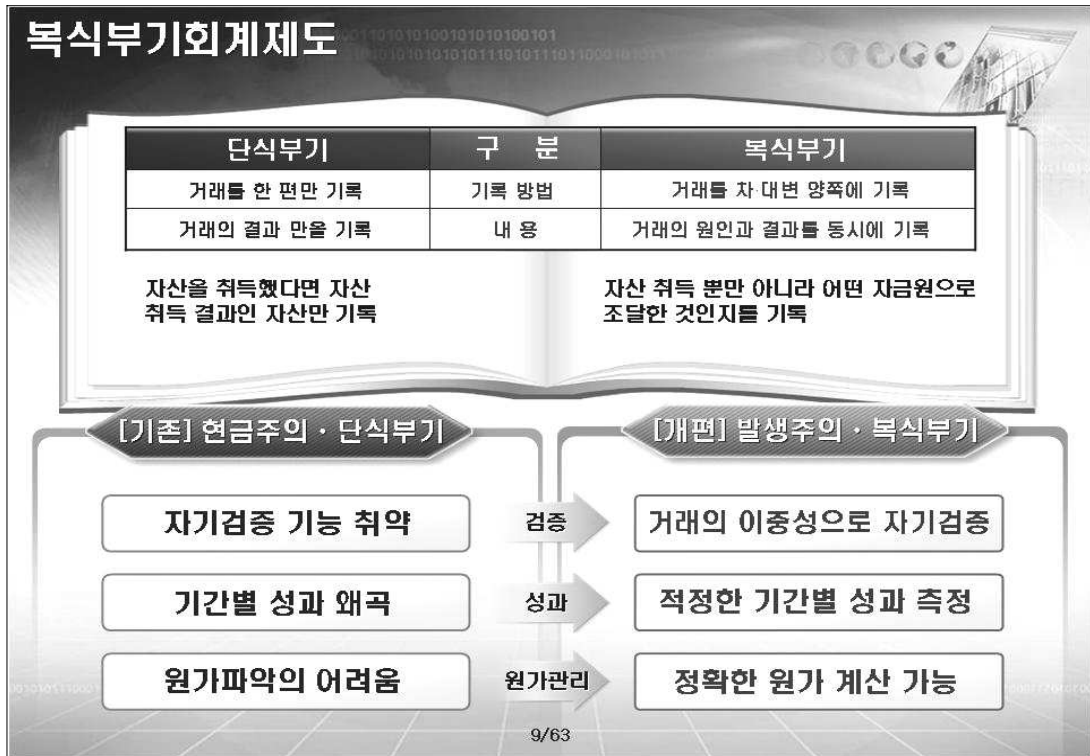 복식부기회계제도
단식부기 구 분 복식부기
거래를 한 편만 기록 기록 방법 거래를 차·대변 양쪽에 기록
거래의 결과 만을 기록 내 용 거래의 원인과 결과를 동시에 기록
자산을 취득했다면 자산
취득 결과인 자산만 기록
자산 취득 뿐만 아니라 어떤 자금원으로
조달한 것인지를 기록
[기존] 현금주의 · 단식부기 [개편] 발생주의 · 복식부기
자기검증 기능 취약 검증 거래의 이중성으로 자기검증
기간별 성과 왜곡 성과 적정한 기간별 성과 측정
원가파악의 어려움 원가관리 정확한 원가 계산 가능
9/63